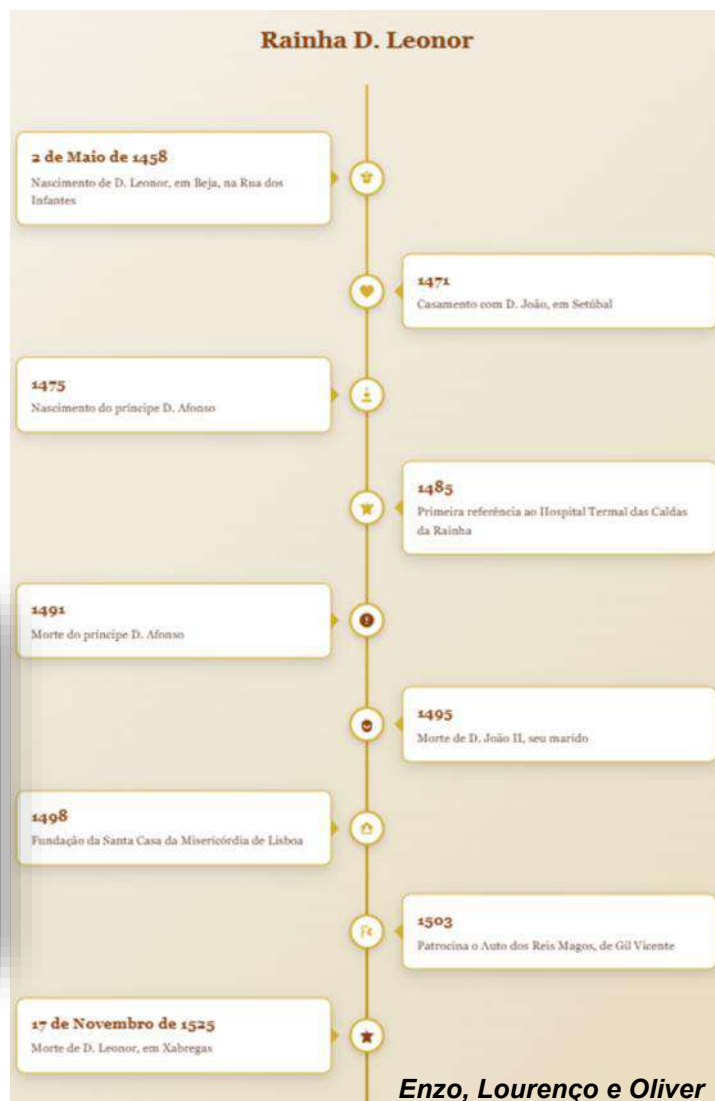 Rainha D. Leonor
2 de Maio de 1458
Nascimento de D. Leonor, em Beja, na Rua dos
Infantes
1471
Casamento com D. João, em Setúbal
1475
Nascimento do príncipe D. Afonso
1485
Primeira referência ao Hospital Termal das Caldas
da Rainha
1491
Morte do príncipe D. Afonso
1495
Morte de D. João II, seu marido
1498
Fundação da Santa Casa da Misericórdia de Lisboa
1503
Patrocina o Auto dos Reis Magos, de Gil Vicente
17 de Novembro de 1525
Morte de D. Leonor, em Xabregas
Enzo, Lourenço e Oliver